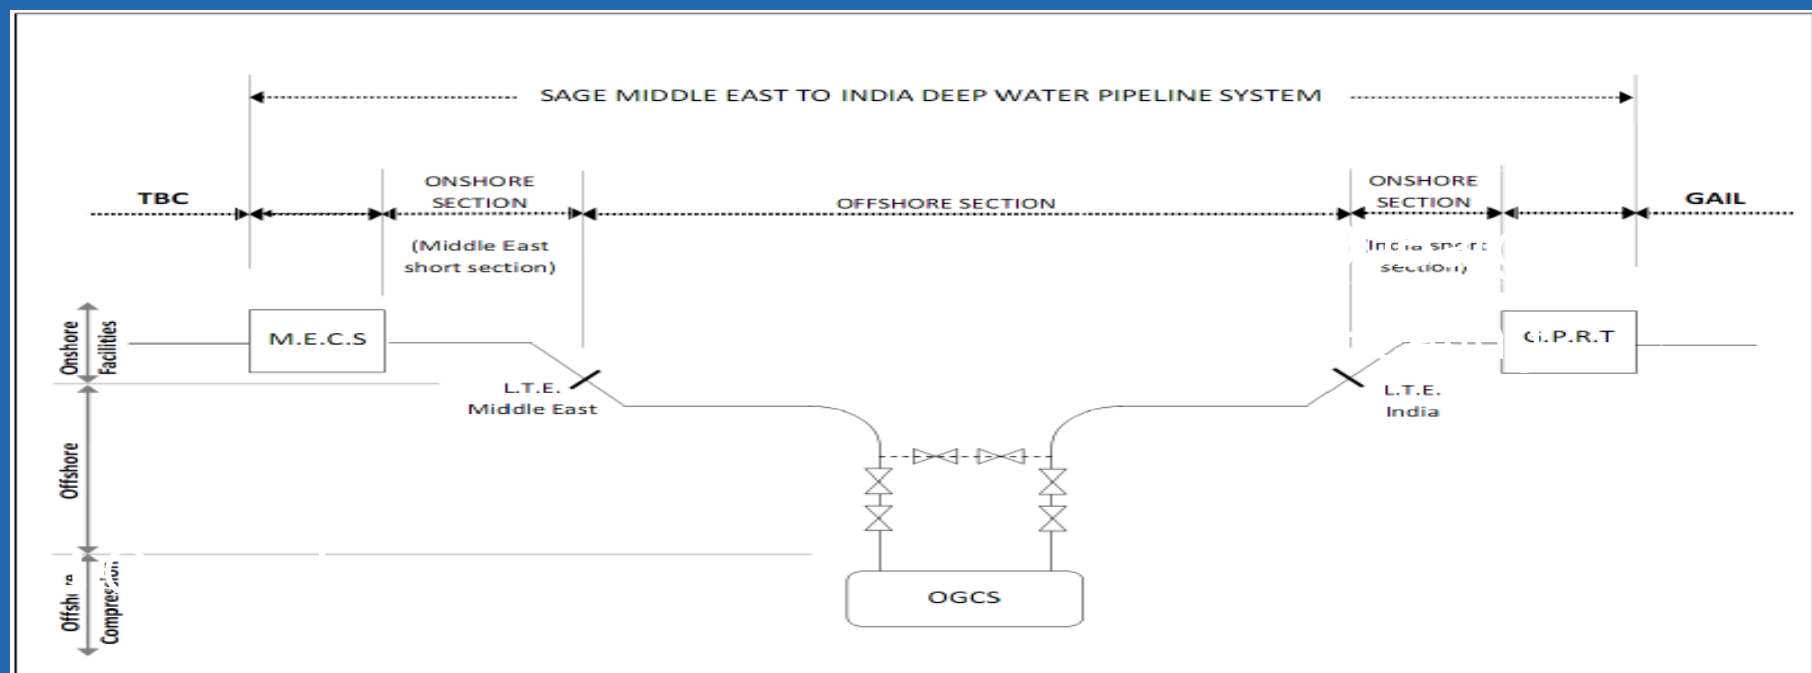 SAGE MIDDLE EAST TO INDIA DEEP WATER PIPELINE SYSTEM
TBC
ONSHORE
SECTION
(Middle East
short section)
OFFSHORE SECTION
ONSHORE
SECTION
section)
GAIL
Onshore
Facilities
M.E.C.S
G.P.R.T
L.T.E.
Middle East
L.T.E.
India
Offshore
OGCS